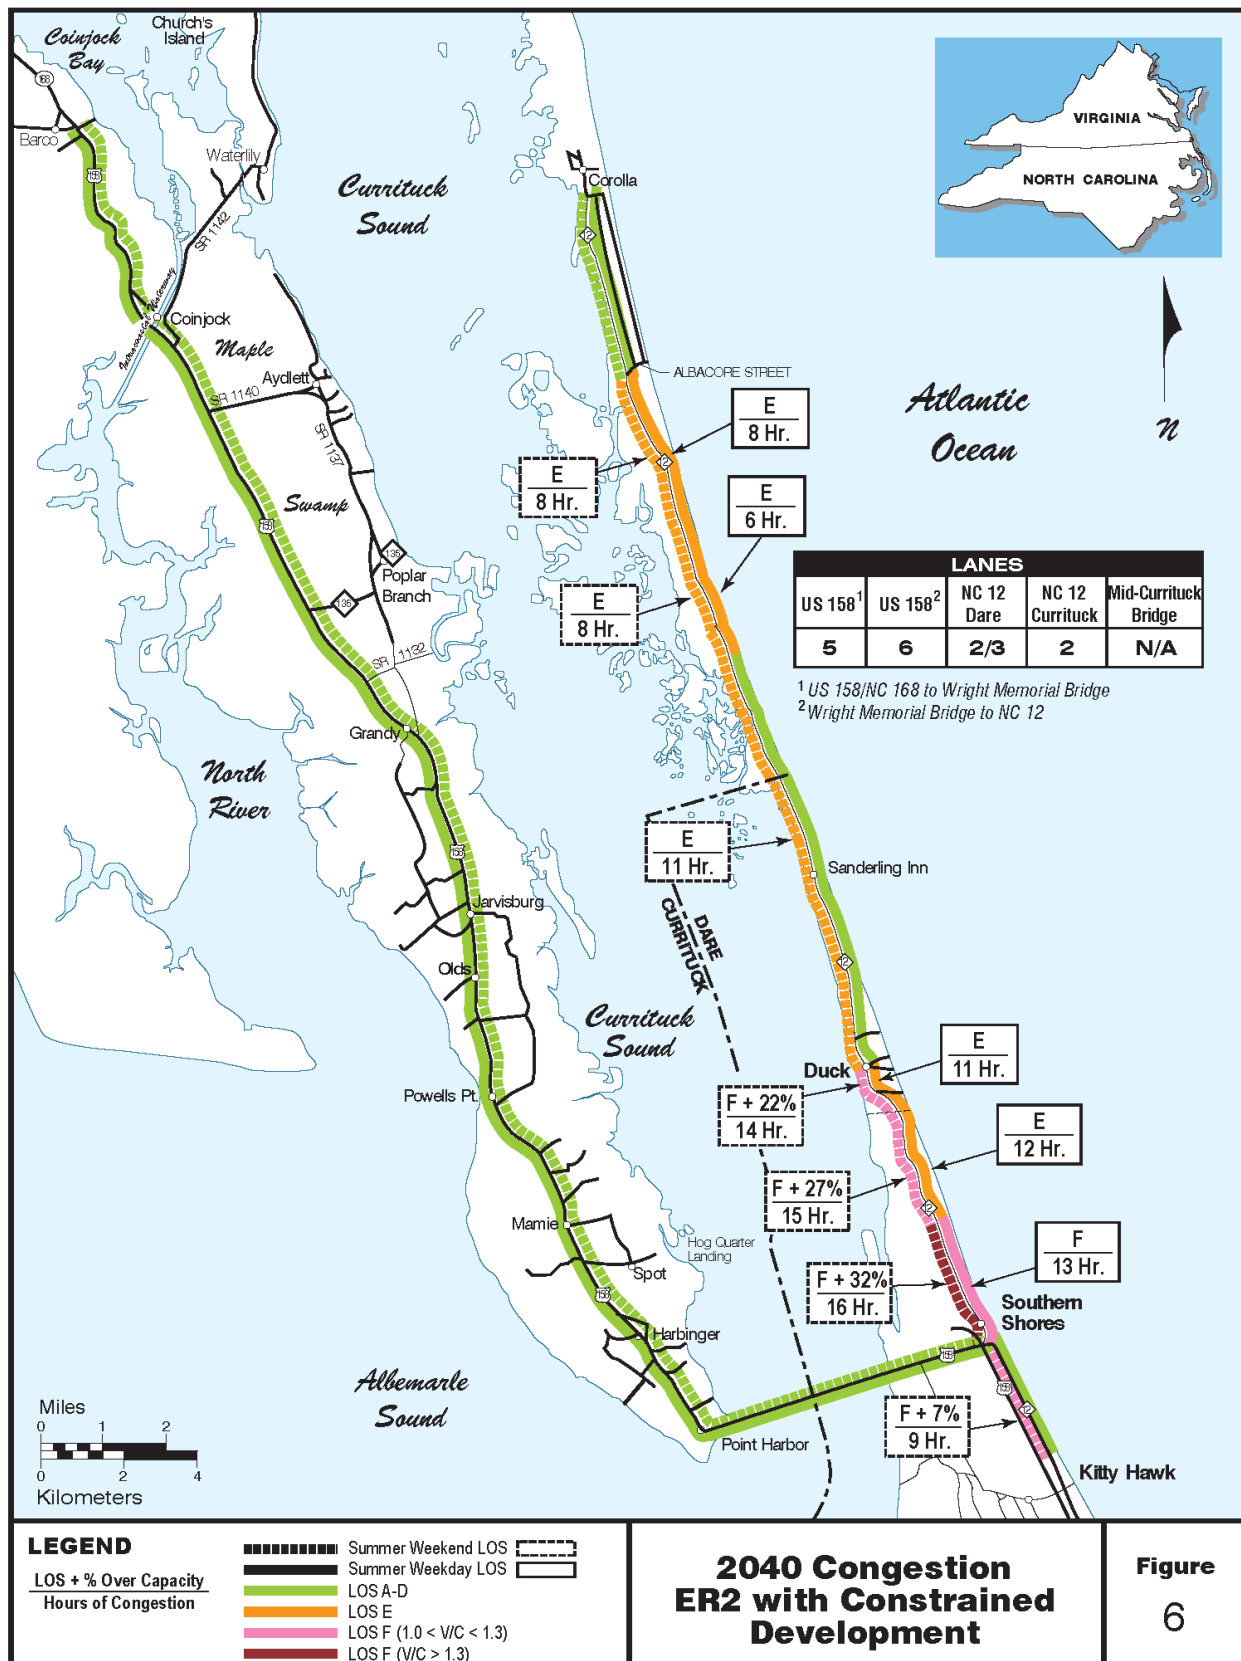 Coinjock
Bay
Church's
Island
168
Barco
158
Waterlily
SR 1142
Currituck
Sound
Corolla
12
VIRGINIA
NORTH CAROLINA
Intracoastal Waterway
Coinjock
Maple
Aydlett
SR 1140
SR 1137
ALBACORE STREET
Atlantic
Ocean
N
E
8 Hr.
E
8 Hr.
12
E
6 Hr.
Swamp
158
136
Poplar
Branch
136
E
8 Hr.
LANES
US 158¹
US 158²
NC 12
Dare
NC 12
Currituck
Mid-Currituck
Bridge
5
6
2/3
2
N/A
¹ US 158/NC 168 to Wright Memorial Bridge
² Wright Memorial Bridge to NC 12
SR 1132
Grandy
North
River
158
E
11 Hr.
Sanderling Inn
Jarvisburg
DARE
CURRITUCK
12
Olds
Currituck
Sound
Duck
E
11 Hr.
Powells Pt.
F + 22%
14 Hr.
E
12 Hr.
F + 27%
15 Hr.
12
Mamie
Hog Quarter
Landing
Spot
F
13 Hr.
F + 32%
16 Hr.
158
Southern
Shores
Harbinger
158
Albemarle
Sound
158
12
F + 7%
9 Hr.
Point Harbor
Kitty Hawk
Miles
0 1 2
0 2 4
Kilometers
LEGEND
LOS + % Over Capacity
Hours of Congestion
Summer Weekend LOS
Summer Weekday LOS
LOS A-D
LOS E
LOS F (1.0 < V/C < 1.3)
LOS F (V/C > 1.3)
2040 Congestion
ER2 with Constrained
Development
Figure
6